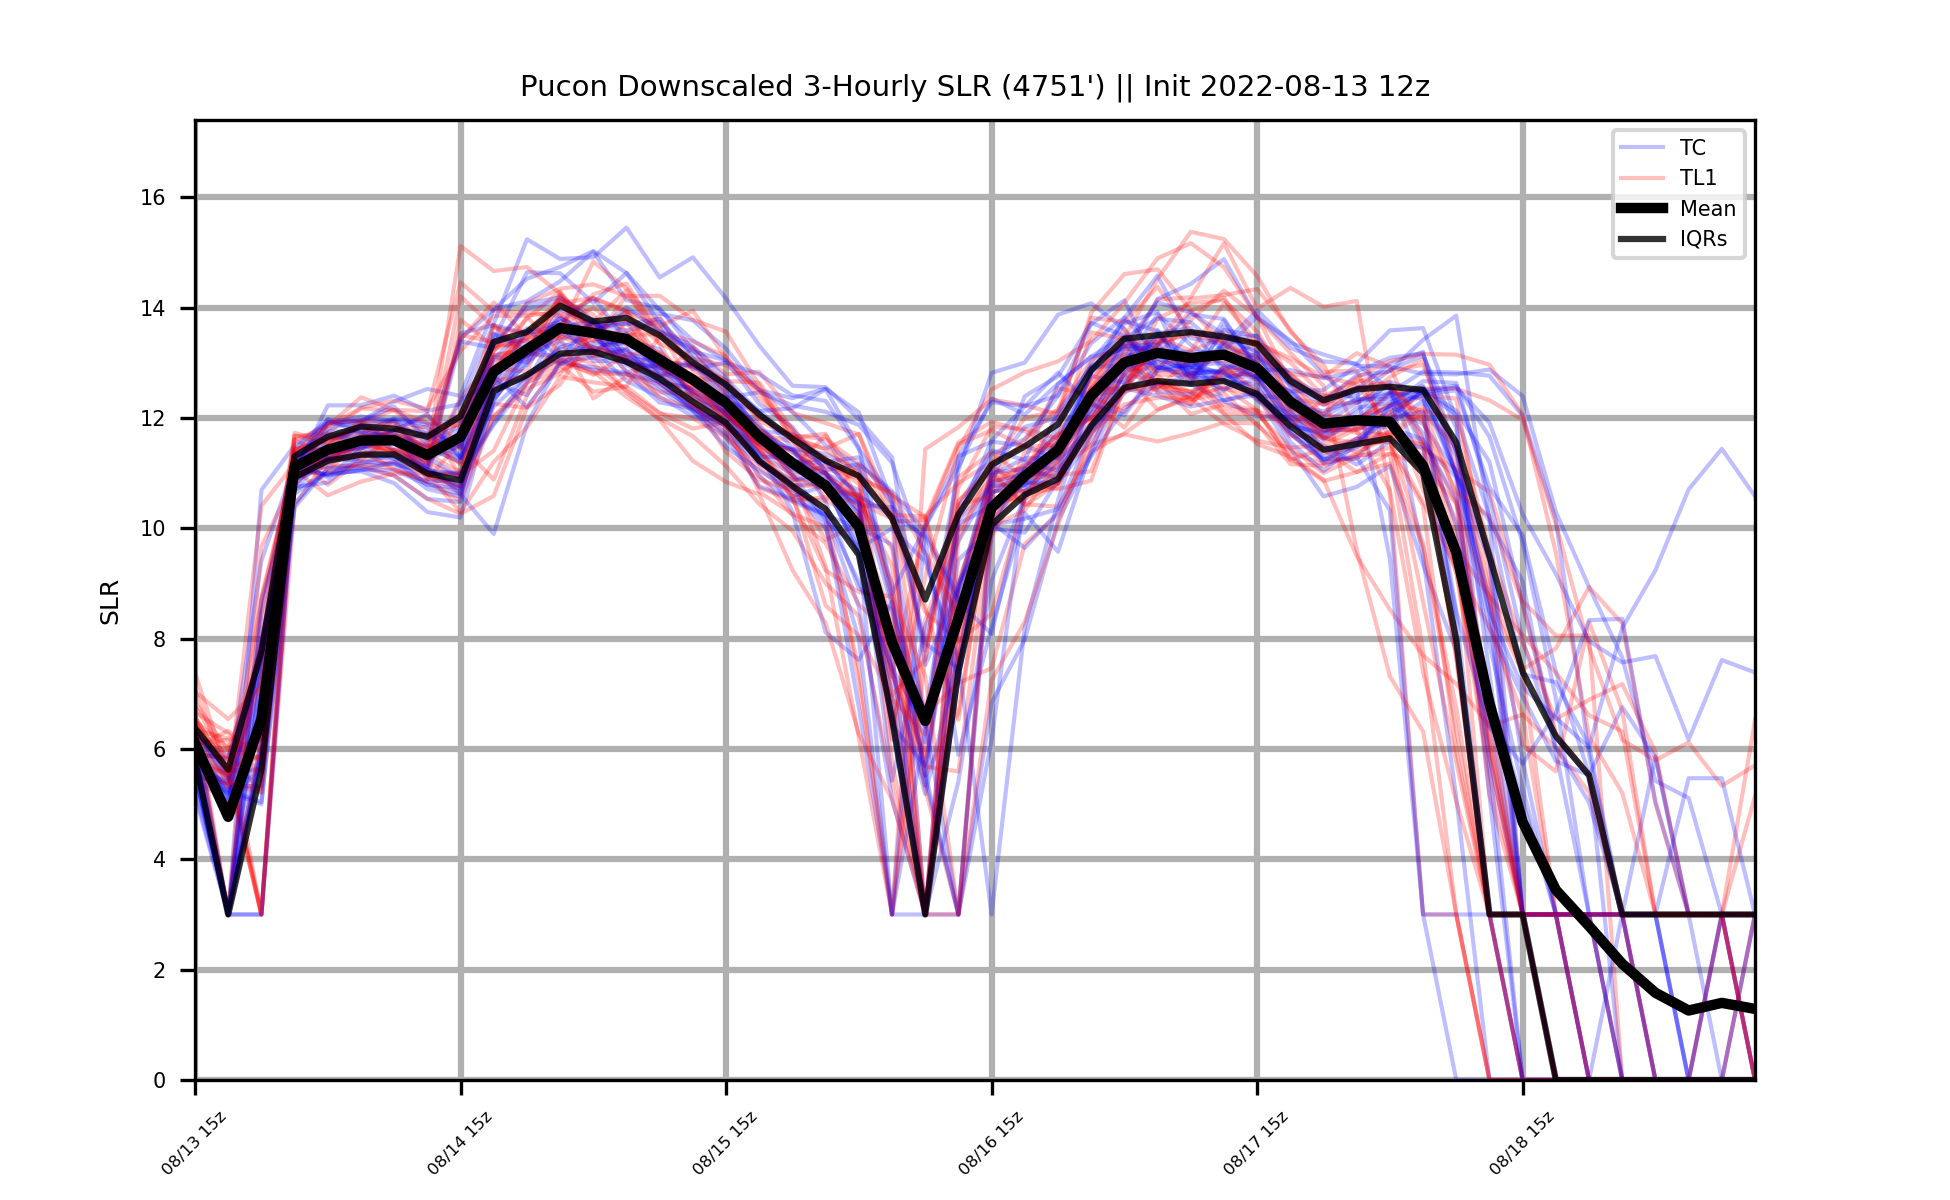 Pucon Downscaled 3-Hourly SLR (4751') || Init 2022-08-13 12z
TC
TL1
Mean
IQRs
SLR
16
14
12
10
8
6
4
2
0
08/13 15z
08/14 15z
08/15 15z
08/16 15z
08/17 15z
08/18 15z